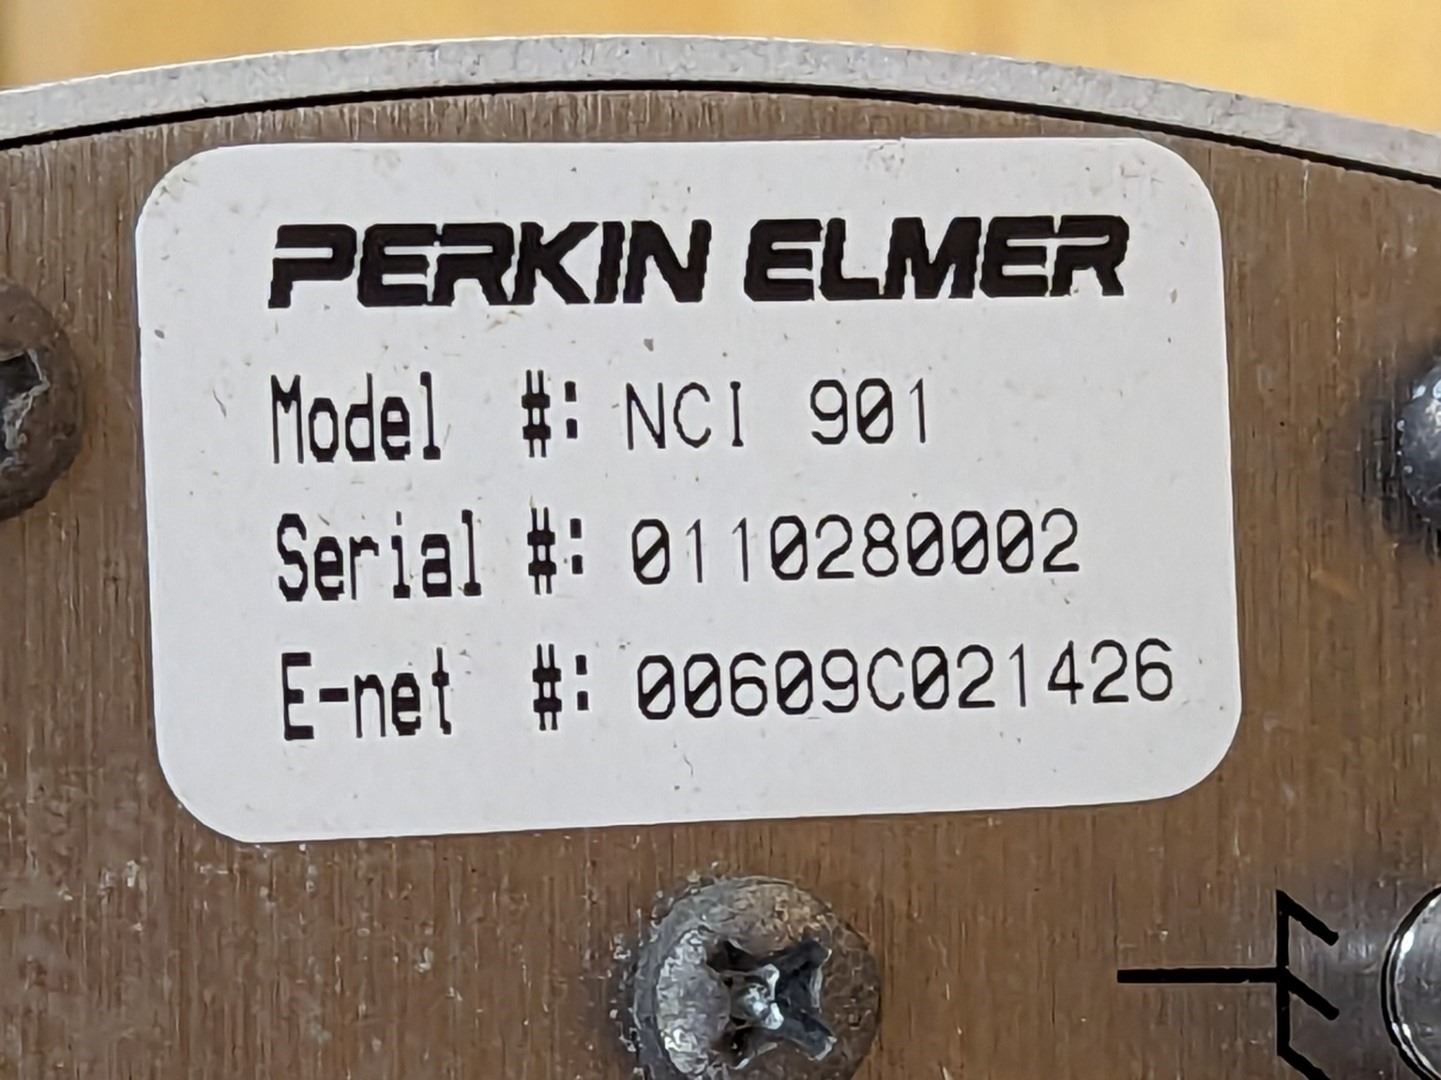 PERKIN ELMER
Model #: NCI 901
Serial #: 0110280002
E-net #: 00609C021426